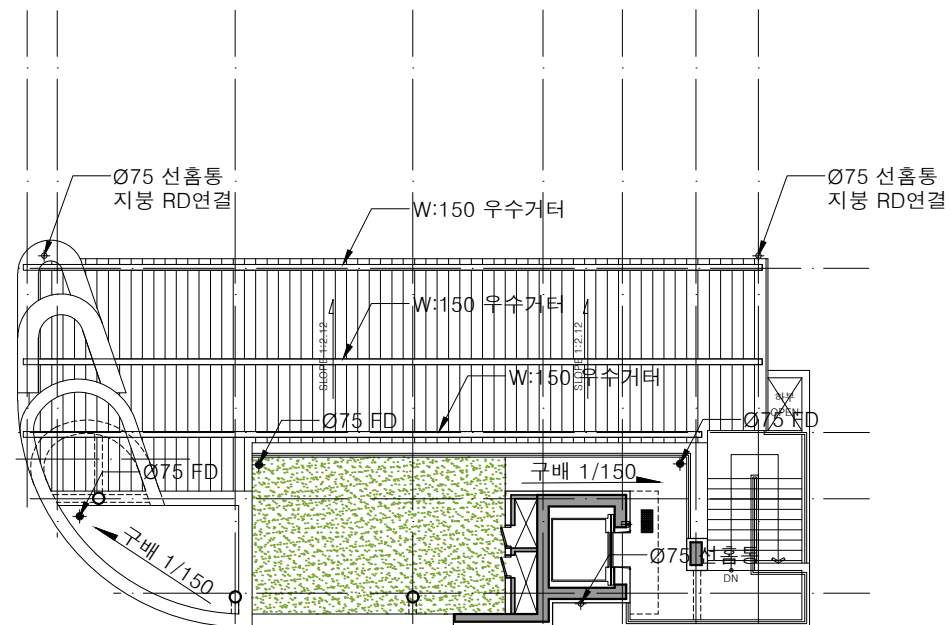 Ø75 선홈통
지붕 RD연결
Ø75 선홈통
지붕 RD연결
W:150 우수거터
W:150 우수거터
SLOPE 1:2.12
SLOPE 1:2.12
W:150 우수거터
하부
OPEN
Ø75 FD
Ø75 FD
Ø75 FD
구배 1/150
구배 1/150
Ø75 선홈통
DN